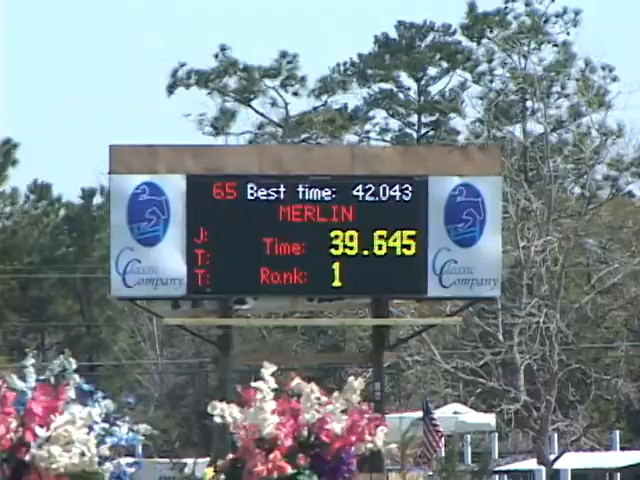 65 Best time: 42.043
MERLIN
J:
T: Time: 39.645
T: Rank: 1
Classic Company
Classic Company